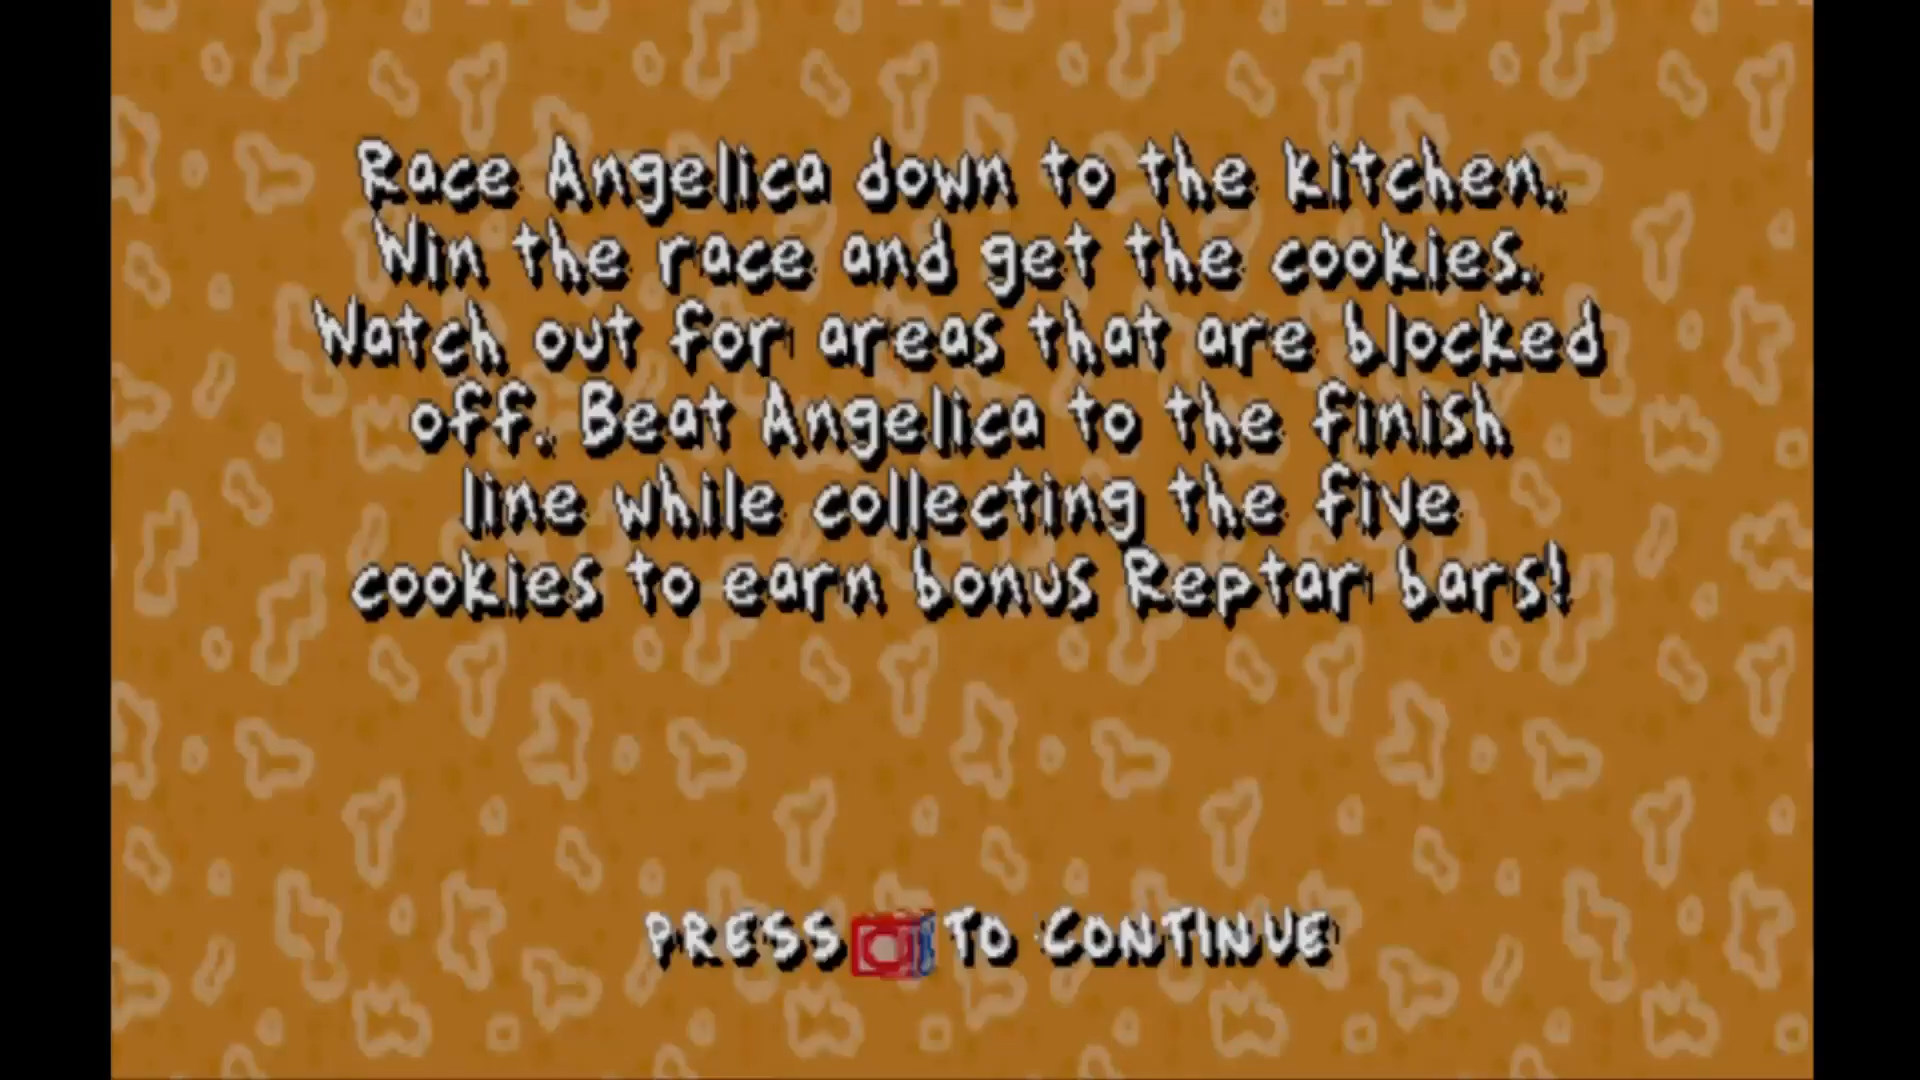 Race Angelica down to the kitchen.
Win the race and get the cookies.
Watch out for areas that are blocked
off. Beat Angelica to the finish
line while collecting the five
cookies to earn bonus Reptar bars!
PRESS TO CONTINUE